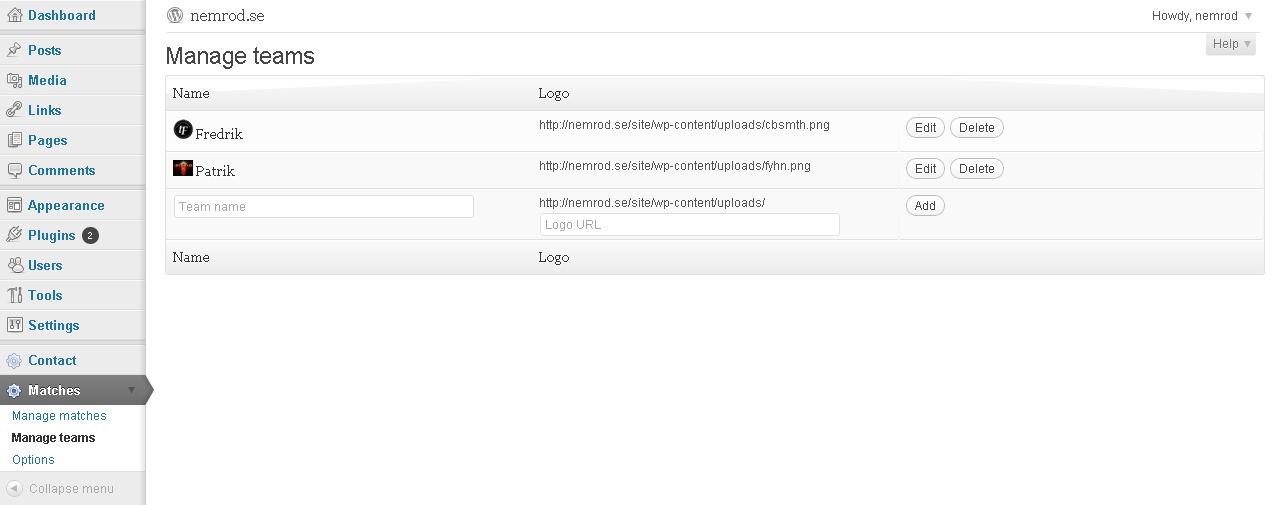 nemrod.se
Howdy, nemrod
Help
Dashboard
Posts
Media
Links
Pages
Comments
Appearance
Plugins 2
Users
Tools
Settings
Contact
Matches
Manage matches
Manage teams
Options
Collapse menu
Manage teams
Name Logo
Fredrik http://nemrod.se/site/wp-content/uploads/cbsmth.png Edit Delete
Patrik http://nemrod.se/site/wp-content/uploads/fyhn.png Edit Delete
Team name http://nemrod.se/site/wp-content/uploads/ Add
Logo URL
Name Logo